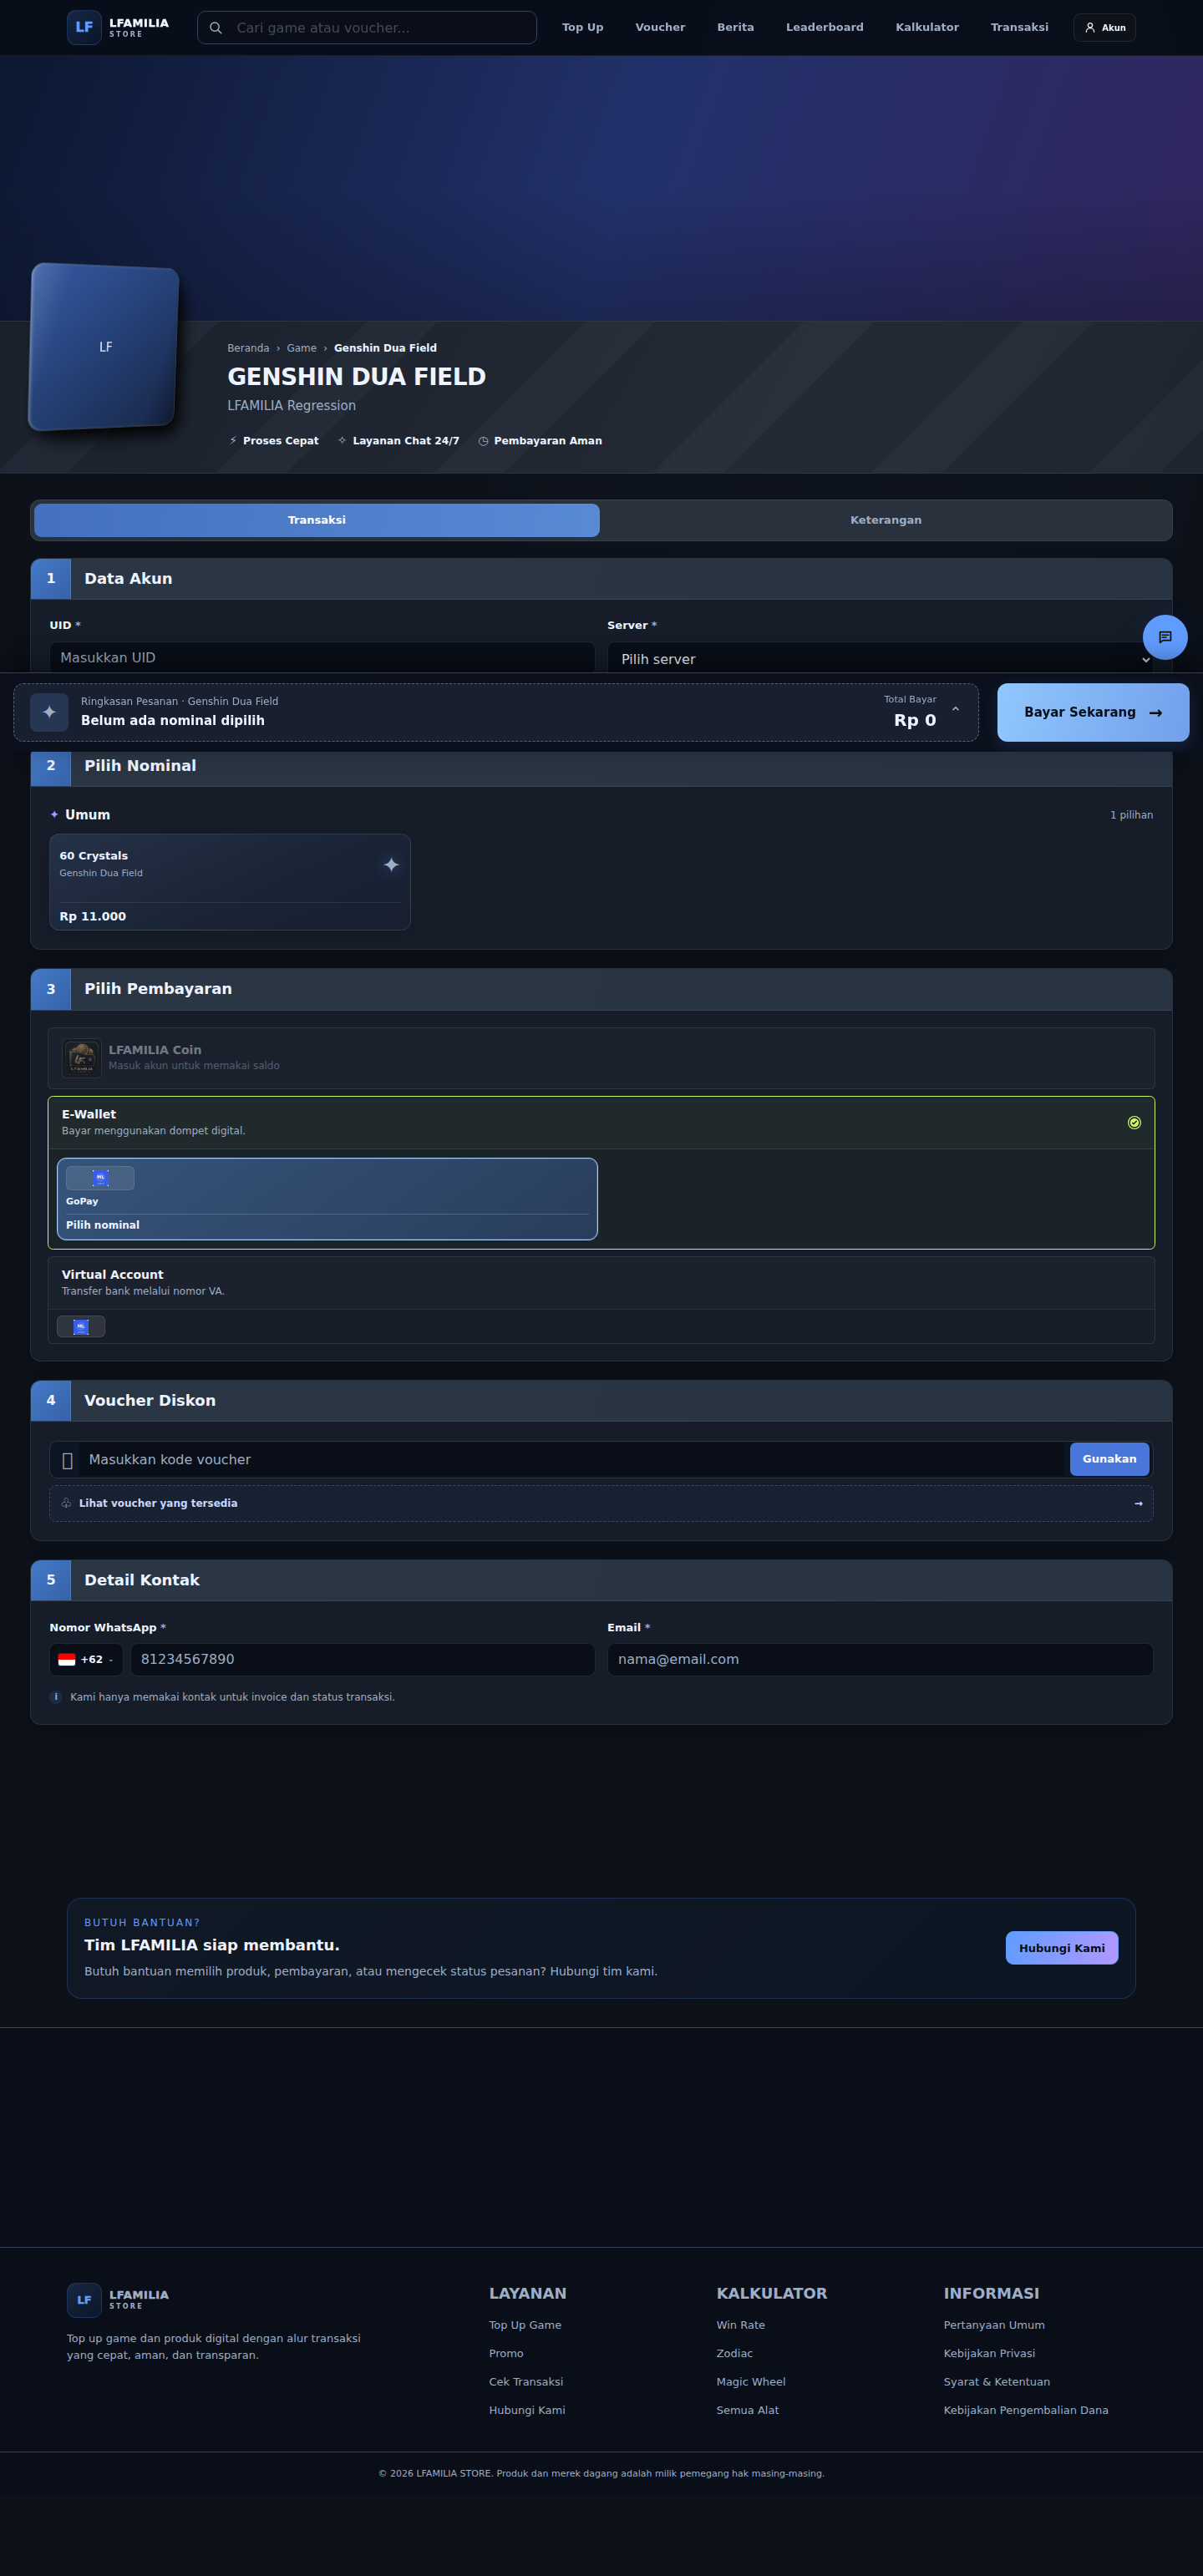 LF
LFAMILIA
STORE
Cari game atau voucher...
Top Up
Voucher
Berita
Leaderboard
Kalkulator
Transaksi
Akun
LF
Beranda › Game › Genshin Dua Field
GENSHIN DUA FIELD
LFAMILIA Regression
Proses Cepat
Layanan Chat 24/7
Pembayaran Aman
Transaksi
Keterangan
1
Data Akun
UID *
Masukkan UID
Server *
Pilih server
Ringkasan Pesanan · Genshin Dua Field
Belum ada nominal dipilih
Total Bayar
Rp 0
Bayar Sekarang →
2
Pilih Nominal
Umum
1 pilihan
60 Crystals
Genshin Dua Field
Rp 11.000
3
Pilih Pembayaran
LFAMILIA Coin
Masuk akun untuk memakai saldo
E-Wallet
Bayar menggunakan dompet digital.
ML
GoPay
Pilih nominal
Virtual Account
Transfer bank melalui nomor VA.
ML
4
Voucher Diskon
Masukkan kode voucher
Gunakan
Lihat voucher yang tersedia →
5
Detail Kontak
Nomor WhatsApp *
+62
81234567890
Email *
nama@email.com
i Kami hanya memakai kontak untuk invoice dan status transaksi.
BUTUH BANTUAN?
Tim LFAMILIA siap membantu.
Butuh bantuan memilih produk, pembayaran, atau mengecek status pesanan? Hubungi tim kami.
Hubungi Kami
LF
LFAMILIA
STORE
Top up game dan produk digital dengan alur transaksi
yang cepat, aman, dan transparan.
LAYANAN
Top Up Game
Promo
Cek Transaksi
Hubungi Kami
KALKULATOR
Win Rate
Zodiac
Magic Wheel
Semua Alat
INFORMASI
Pertanyaan Umum
Kebijakan Privasi
Syarat & Ketentuan
Kebijakan Pengembalian Dana
© 2026 LFAMILIA STORE. Produk dan merek dagang adalah milik pemegang hak masing-masing.